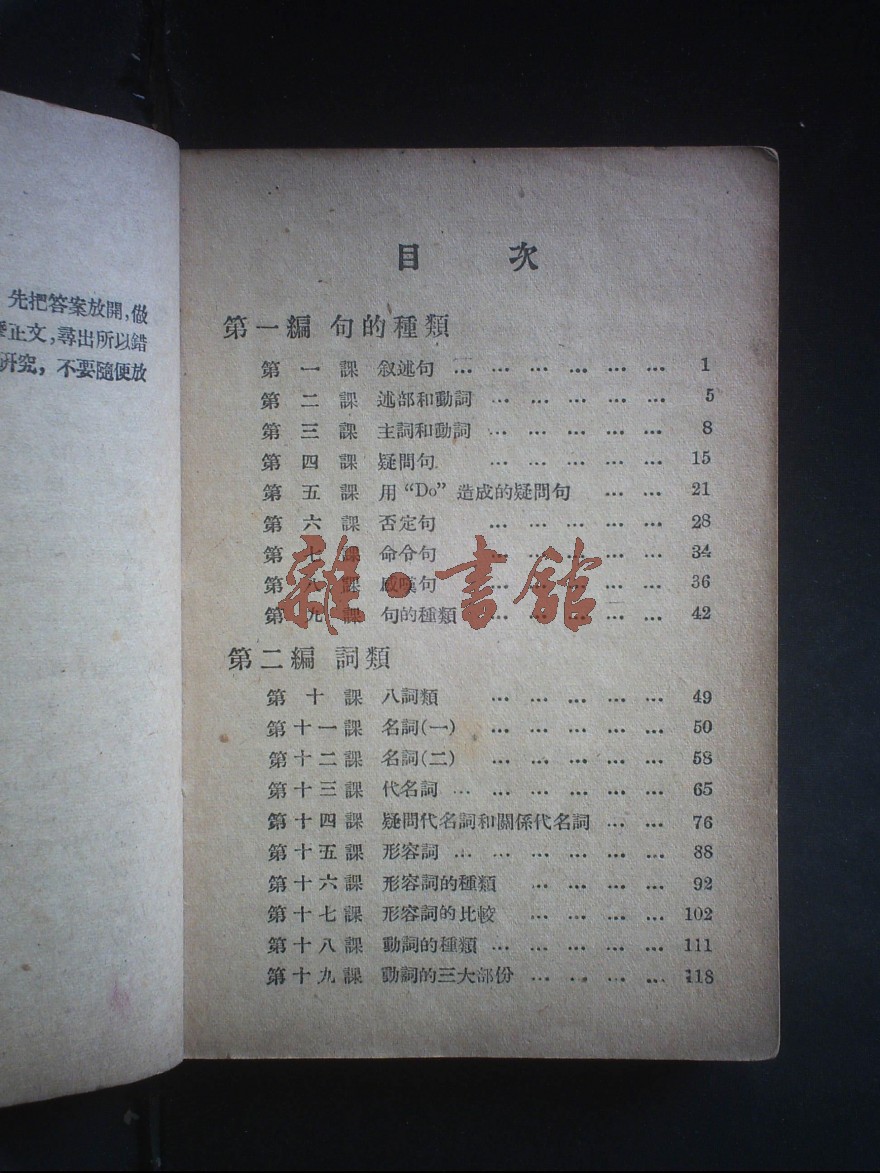 先把答案放開,做
正文,尋出所以錯
研究，不要隨便放
目 次
第一編 句的種類
第一課 叙述句 … … … … … … 1
第二課 述部和動詞 … … … … … 5
第三課 主詞和動詞 … … … … … 8
第四課 疑問句 … … … … … 15
第五課 用“Do”造成的疑問句 … … 21
第六課 否定句 … … … … … 28
第七課 命令句 … … … … … 34
第八課 感嘆句 … … … … … 36
第九課 句的種類 … … … … … 42
第二編 詞類
第十課 八詞類 … … … … … 49
第十一課 名詞(一) … … … … … 50
第十二課 名詞(二) … … … … … 58
第十三課 代名詞 … … … … … … 65
第十四課 疑問代名詞和關係代名詞 … … 76
第十五課 形容詞 … … … … … … 88
第十六課 形容詞的種類 … … … … 92
第十七課 形容詞的比較 … … … … 102
第十八課 動詞的種類 … … … … … 111
第十九課 動詞的三大部份 … … … … 118
雜·書館